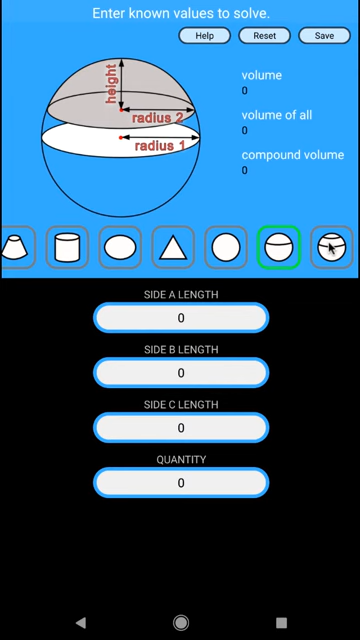 Enter known values to solve.
Help
Reset
Save
height
radius 2
radius 1
volume
0
volume of all
0
compound volume
0
SIDE A LENGTH
0
SIDE B LENGTH
0
SIDE C LENGTH
0
QUANTITY
0